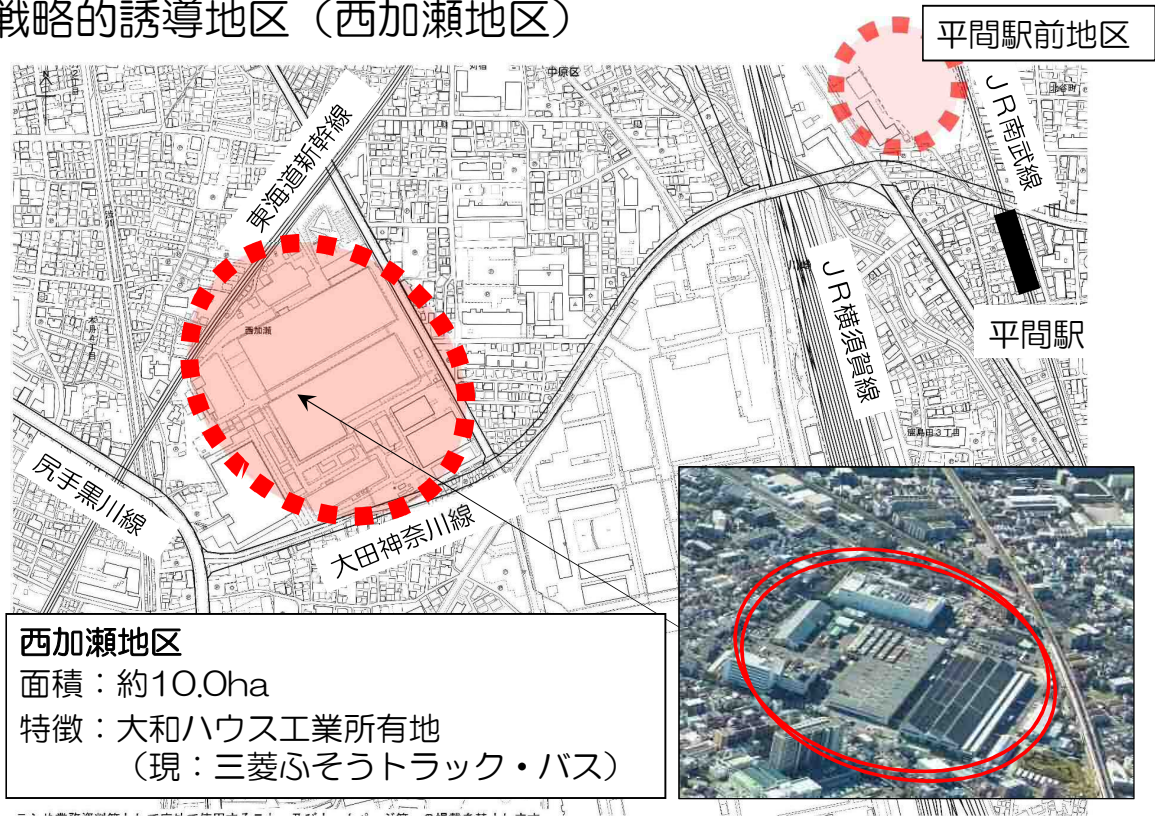 戦略的誘導地区（西加瀬地区）
平間駅前地区
中原区
東海道新幹線
JR南武線
JR横須賀線
平間駅
西加瀬
尻手黒川線
大田神奈川線
西加瀬地区
面積：約10.0ha
特徴：大和ハウス工業所有地
（現：三菱ふそうトラック・バス）